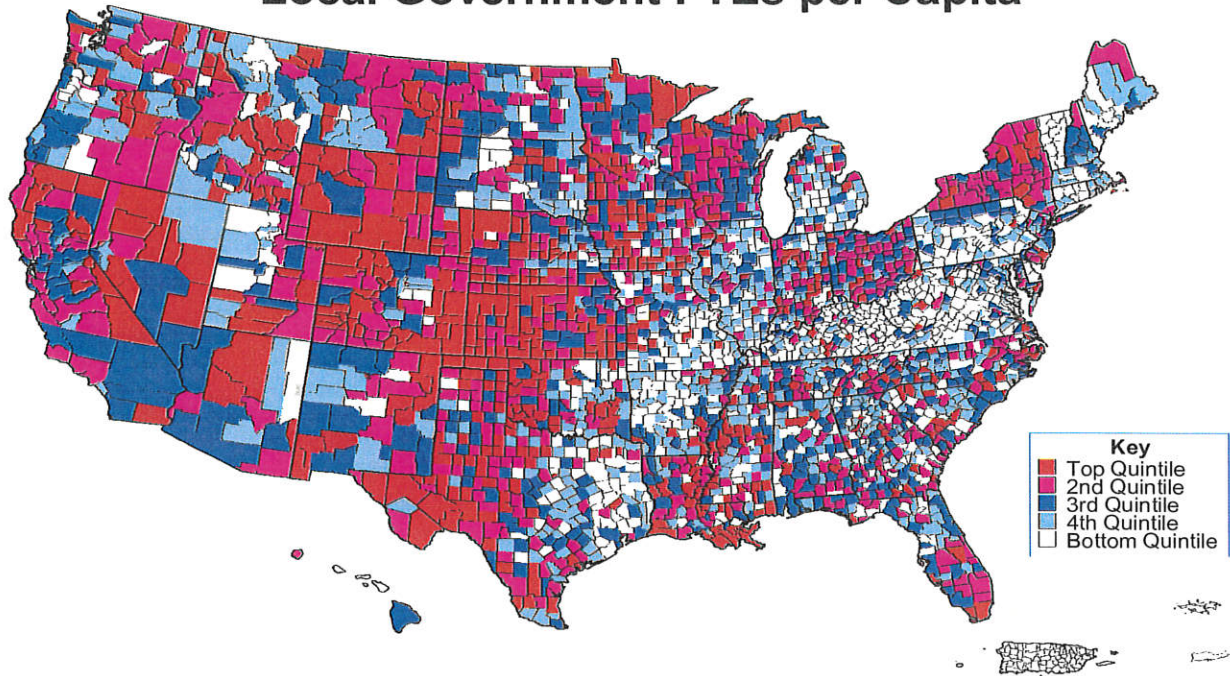 Local Government FTEs per Capita
Key
Top Quintile
2nd Quintile
3rd Quintile
4th Quintile
Bottom Quintile